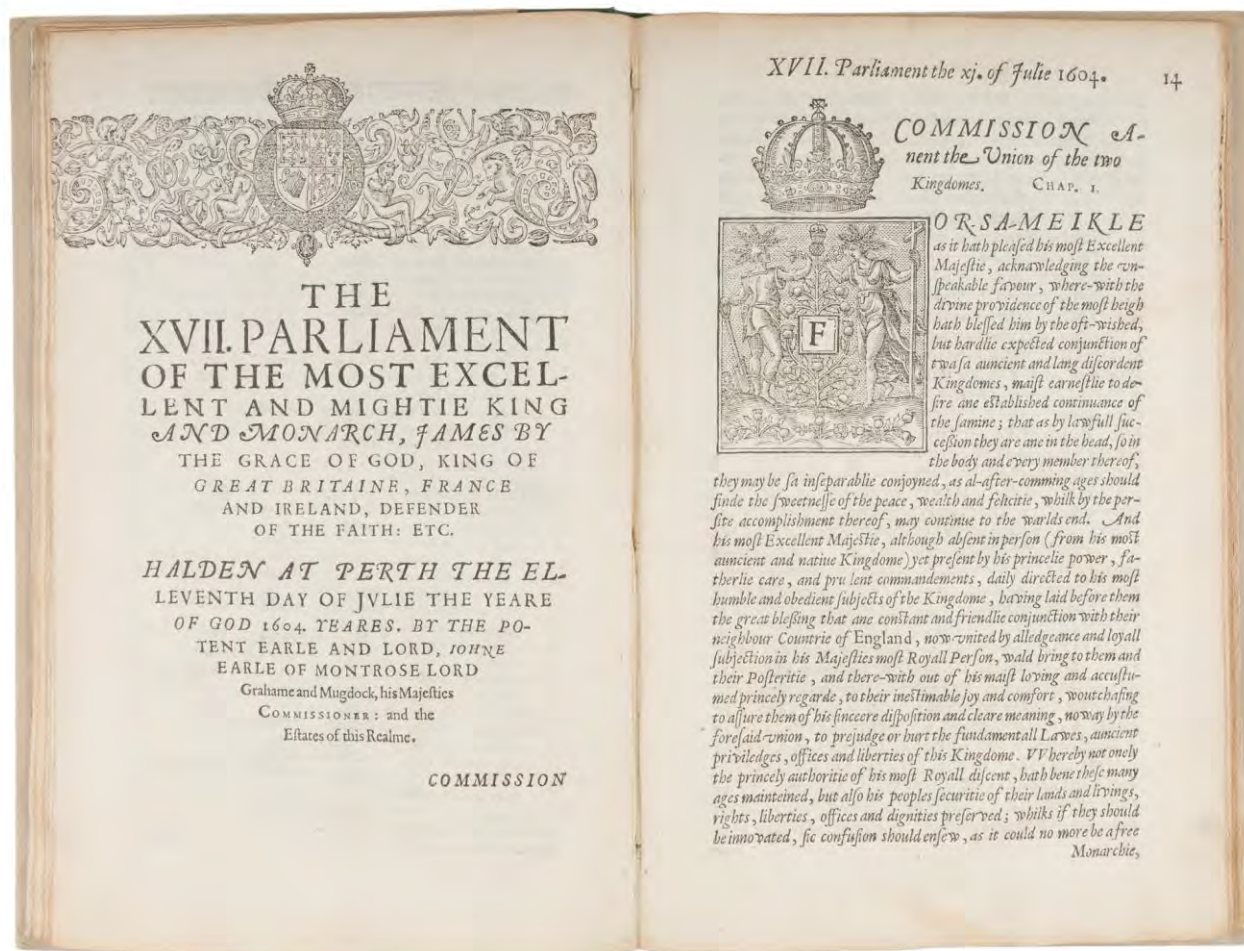 THE
XVII. PARLIAMENT
OF THE MOST EXCEL-
LENT AND MIGHTIE KING
AND MONARCH, JAMES BY
THE GRACE OF GOD, KING OF
GREAT BRITAINE, FRANCE
AND IRELAND, DEFENDER
OF THE FAITH: ETC.
HALDEN AT PERTH THE EL-
LEVENTH DAY OF JVLIE THE YEARE
OF GOD 1604. YEARES. BY THE PO-
TENT EARLE AND LORD, IOHNE
EARLE OF MONTROSE LORD
Grahame and Mugdock, his Majeſties
COMMISSIONER: and the
Eſtates of this Realme.
COMMISSION
XVII. Parliament the xj. of Julie 1604.
14
COMMISSION A-
nent the Union of the two
Kingdomes. CHAP. 1.
FORSA-MEIKLE
as it hath pleaſed his moſt Excellent
Majeſtie, acknawledging the vn-
ſpeakable favour, where-with the
divine providence of the moſt heigh
hath bleſſed him by the oft-wiſhed,
but hardlie expected conjunction of
twa ſa auncient and lang diſcordent
Kingdomes, maiſt earneſtlie to de-
ſire ane eſtabliſhed continuance of
the ſamine; that as by lawfull ſuc-
ceſſion they are ane in the head, ſo in
the body and every member thereof,
they may be ſa inſeparablie conjoyned, as al-after-comming ages should
finde the ſweetneſſe of the peace, wealth and felicitie, whilk by the per-
fite accompliſhment thereof, may continue to the worlds end. And
his moſt Excellent Majeſtie, although abſent in perſon (from his moſt
auncient and natiue Kingdome) yet preſent by his princelie power, fa-
therlie care, and pru lent commandements, daily directed to his moſt
humble and obedient ſubjects of the Kingdome, having laid before them
the great bleſſing that ane conſtant and friendlie conjunction with their
neighbour Countrie of England, now vnited by alledgeance and loyall
ſubjection in his Majeſties moſt Royall Perſon, wald bring to them and
their Poſteritie, and there-with out of his maiſt loving and accuſtu-
med princely regarde, to their ineſtimable joy and comfort, voutchaſing
to aſſure them of his ſinceere diſpoſition and cleare meaning, no way by the
foreſaid vnion, to prejudge or hurt the fundamentall Lawes, auncient
priviledges, offices and liberties of this Kingdome. VVhereby not onely
the princely authoritie of his moſt Royall diſcent, hath bene theſe many
ages mainteined, but alſo his peoples ſecuritie of their lands and livings,
rights, liberties, offices and dignities preſerved; whilks if they should
be innovated, ſic confuſion should enſew, as it could no more be a free
Monarchie,